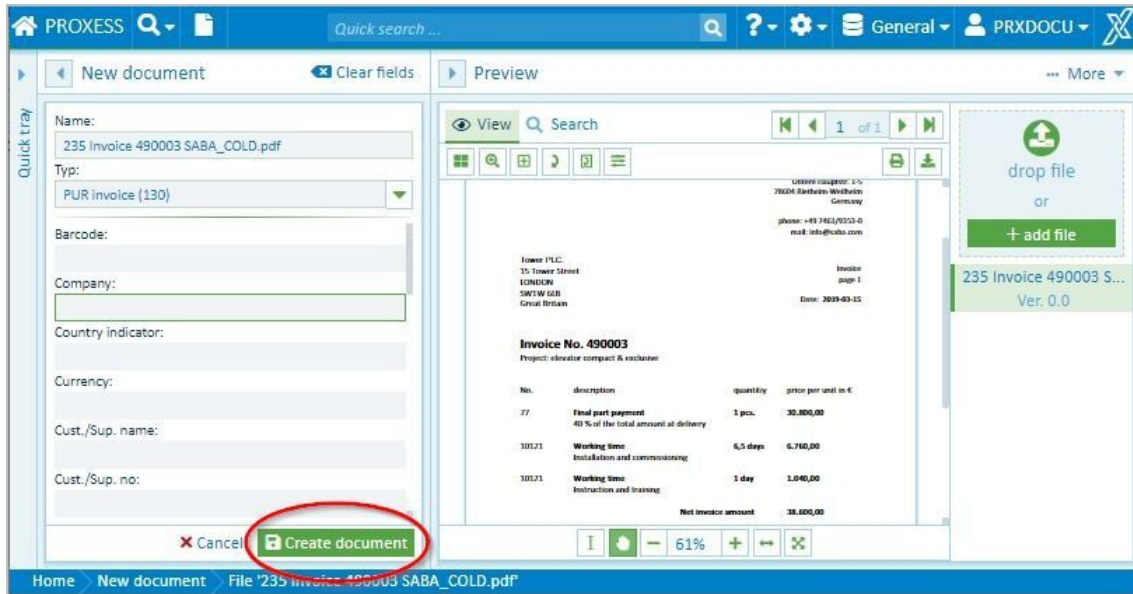 PROXESS
Quick search ...
?
General
PRXDOCU
Quick tray
New document
Clear fields
Name:
235 Invoice 490003 SABA_COLD.pdf
Typ:
PUR invoice (130)
Barcode:
Company:
Country indicator:
Currency:
Cust./Sup. name:
Cust./Sup. no:
Cancel
Create document
Preview
... More
View
Search
1 of 1
78604 Rietheim-Weilheim
Germany
phone: +49 7461/9353-0
mail: info@saba.com
Tower PLC.
15 Tower Street
LONDON
SW1W 6EB
Great Britain
Invoice
page 1
Date: 2019-03-15
Invoice No. 490003
Project: elevator compact & exclusive
No. description quantitiy price per unit in €
77 Final part payment 1 pcs. 30.800,00
40 % of the total amount at delivery
10171 Working time 6,5 days 6.760,00
Installation and commissioning
10171 Working time 1 day 1.040,00
Instruction and training
Net invoice amount 38.600,00
61%
drop file
or
+ add file
235 Invoice 490003 S...
Ver. 0.0
Home New document File '235 Invoice 490003 SABA_COLD.pdf'